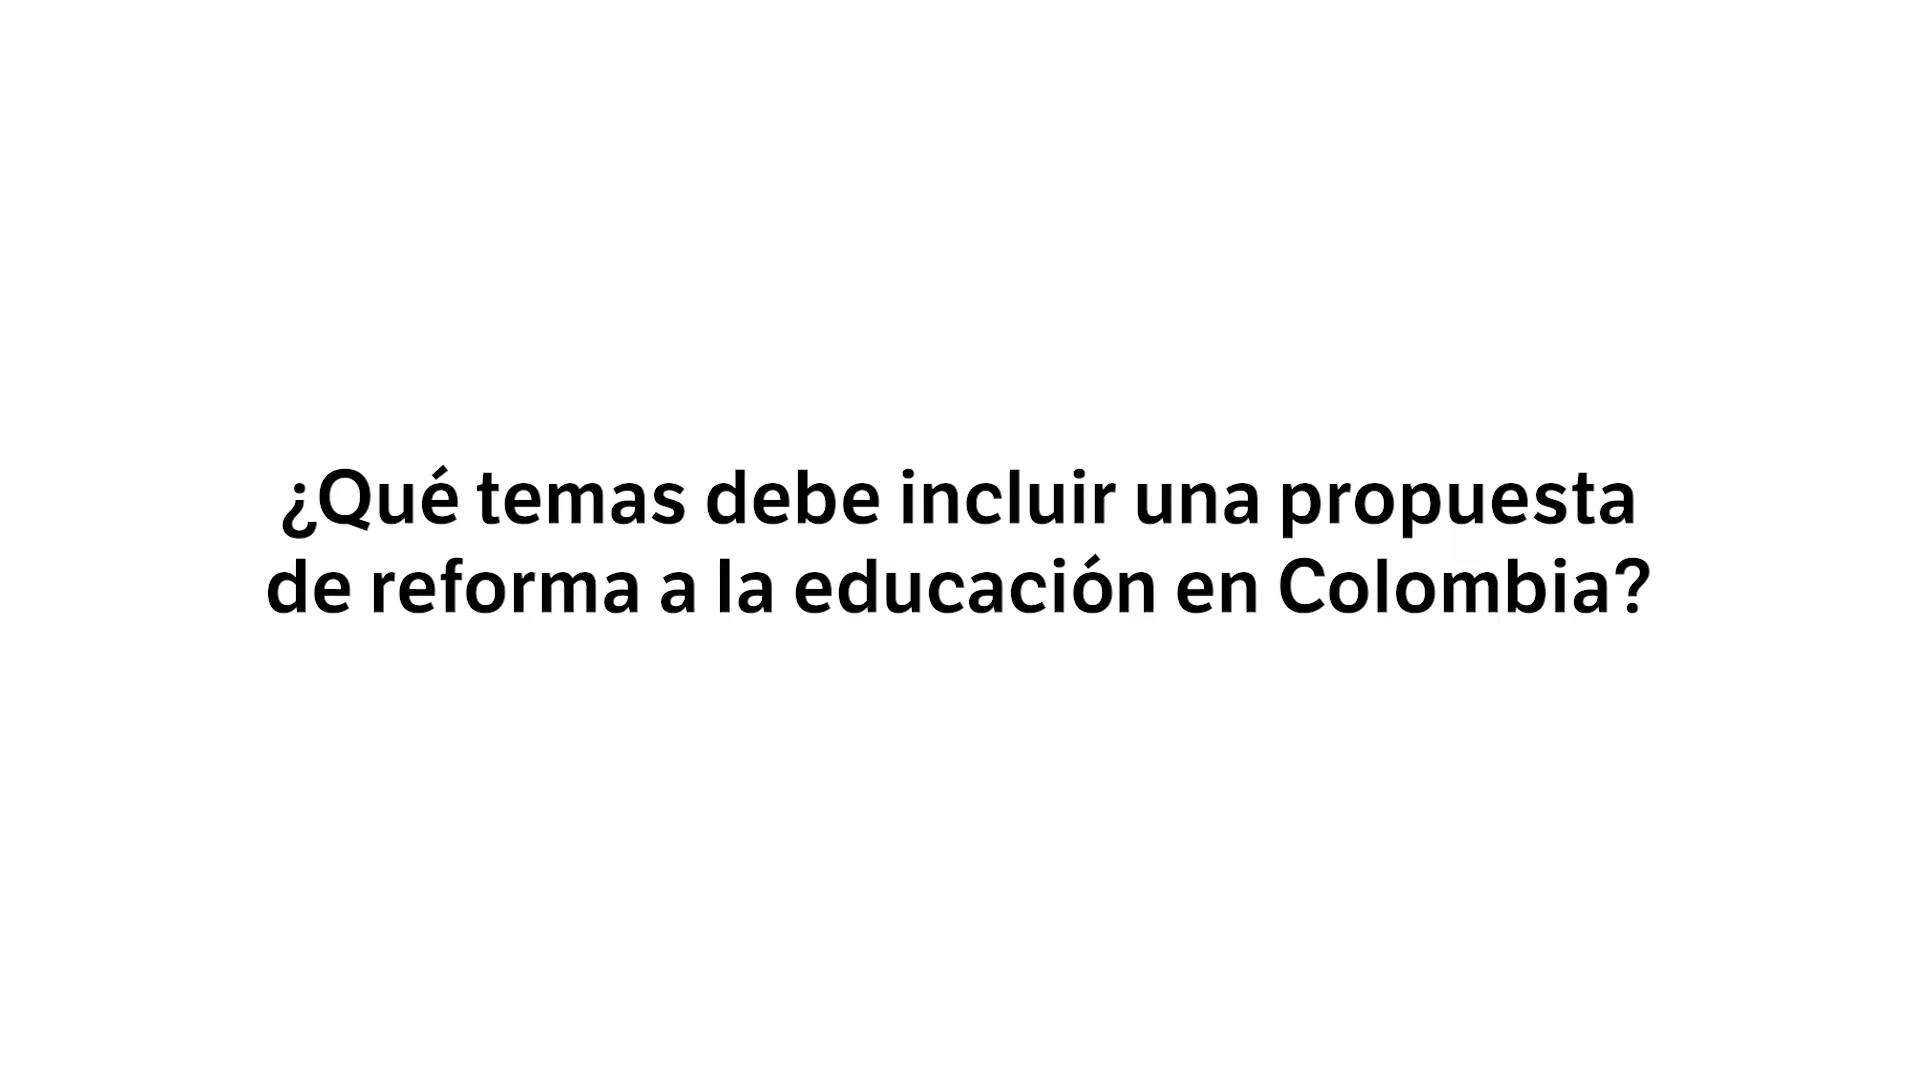 ¿Qué temas debe incluir una propuesta
de reforma a la educación en Colombia?